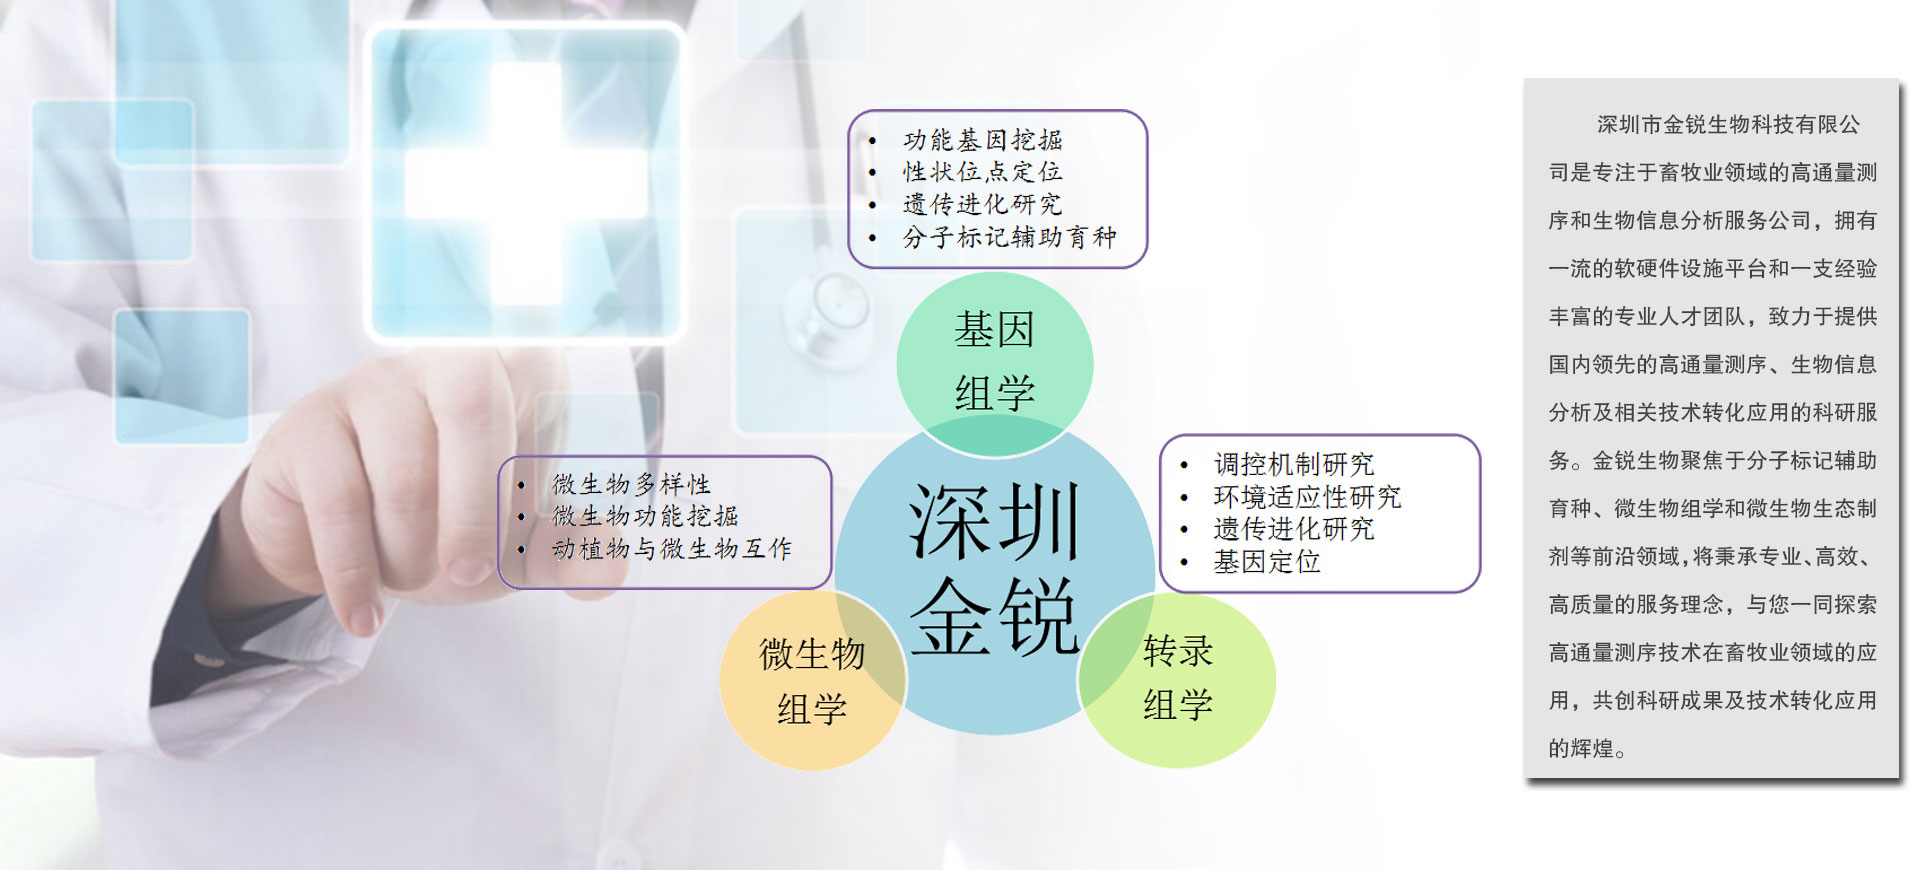 功能基因挖掘
性状位点定位
遗传进化研究
分子标记辅助育种
基因
组学
微生物多样性
微生物功能挖掘
动植物与微生物互作
深圳
金锐
调控机制研究
环境适应性研究
遗传进化研究
基因定位
微生物
组学
转录
组学
深圳市金锐生物科技有限公
司是专注于畜牧业领域的高通量测
序和生物信息分析服务公司，拥有
一流的软硬件设施平台和一支经验
丰富的专业人才团队，致力于提供
国内领先的高通量测序、生物信息
分析及相关技术转化应用的科研服
务。金锐生物聚焦于分子标记辅助
育种、微生物组学和微生物生态制
剂等前沿领域，将秉承专业、高效、
高质量的服务理念，与您一同探索
高通量测序技术在畜牧业领域的应
用，共创科研成果及技术转化应用
的辉煌。